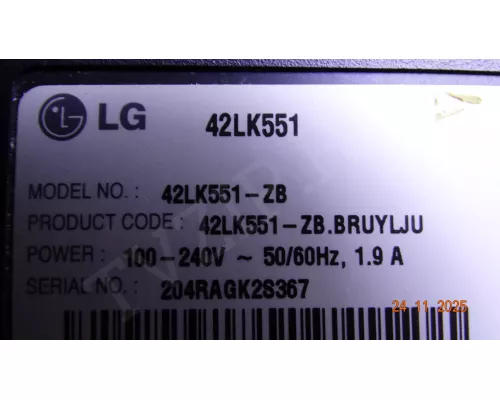 LG 42LK551
MODEL NO. : 42LK551-ZB
PRODUCT CODE : 42LK551-ZB.BRUYLJU
POWER : 100-240V ~ 50/60Hz, 1.9 A
SERIAL NO. : 204RAGK2S367
24 11 2025